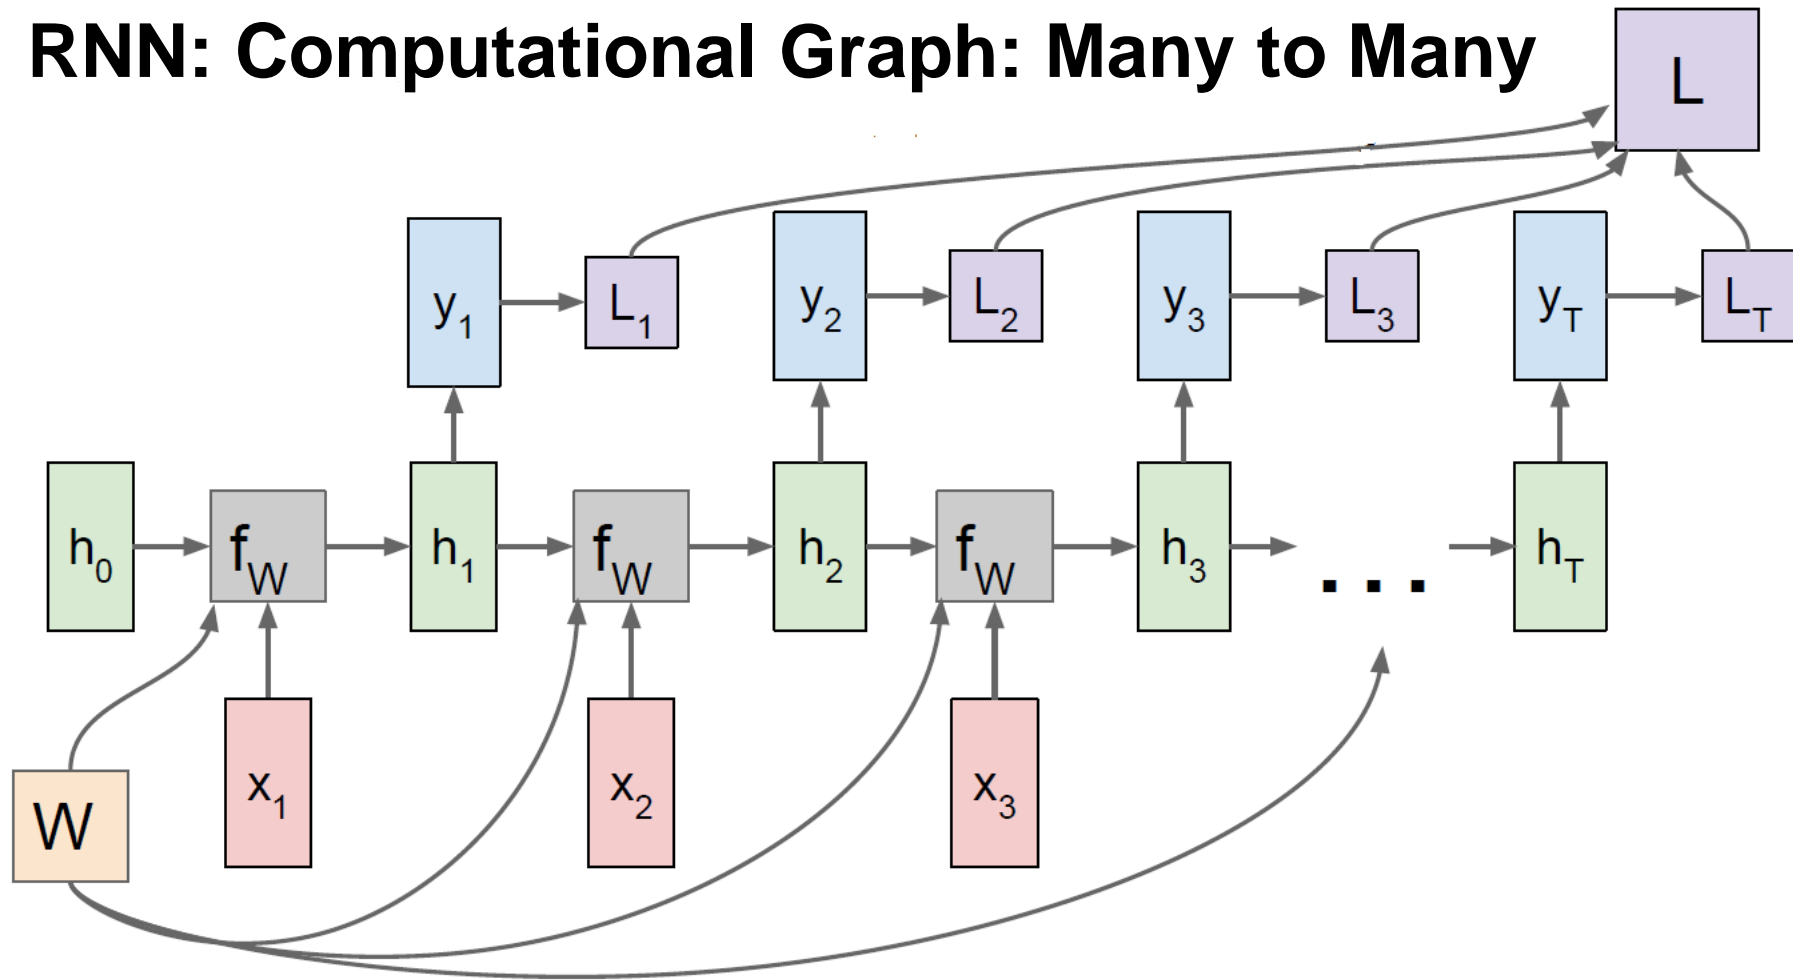 RNN: Computational Graph: Many to Many
L
y1 L1 y2 L2 y3 L3 yT LT
h0 fW h1 fW h2 fW h3 ... hT
W x1 x2 x3